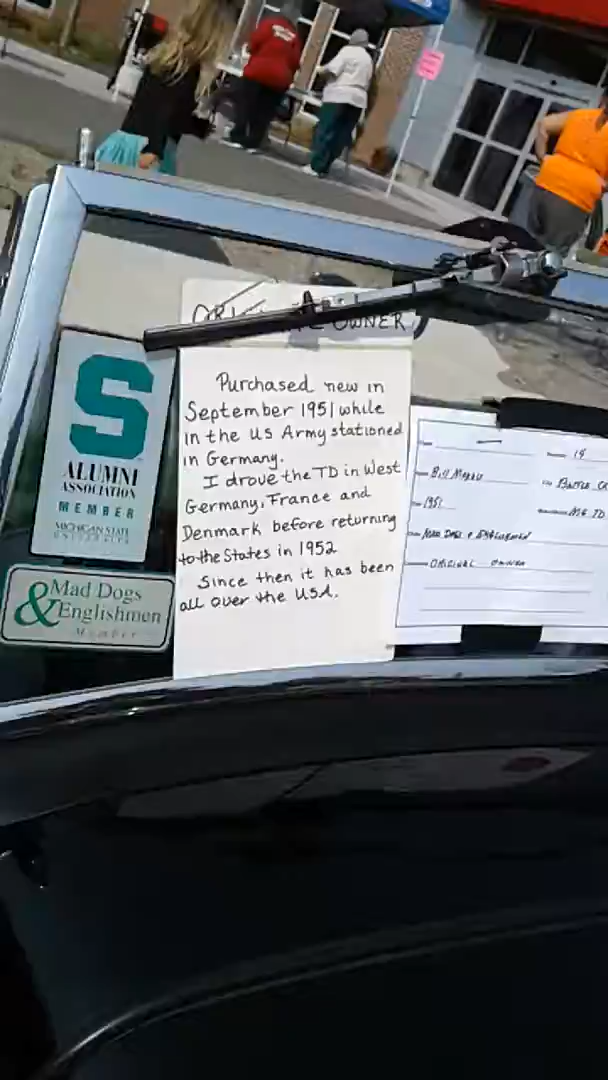 OWNER
Purchased new in
September 1951 while
in the US Army stationed
in Germany.
I drove the TD in West
Germany, France and
Denmark before returning
to the States in 1952
Since then it has been
all over the USA.
S
ALUMNI
ASSOCIATION
MEMBER
MICHIGAN STATE
UNIVERSITY
Mad Dogs
& Englishmen
Member
15
Bill
Battle
1951
MG TD
Mad Dogs & Englishmen
Original owner